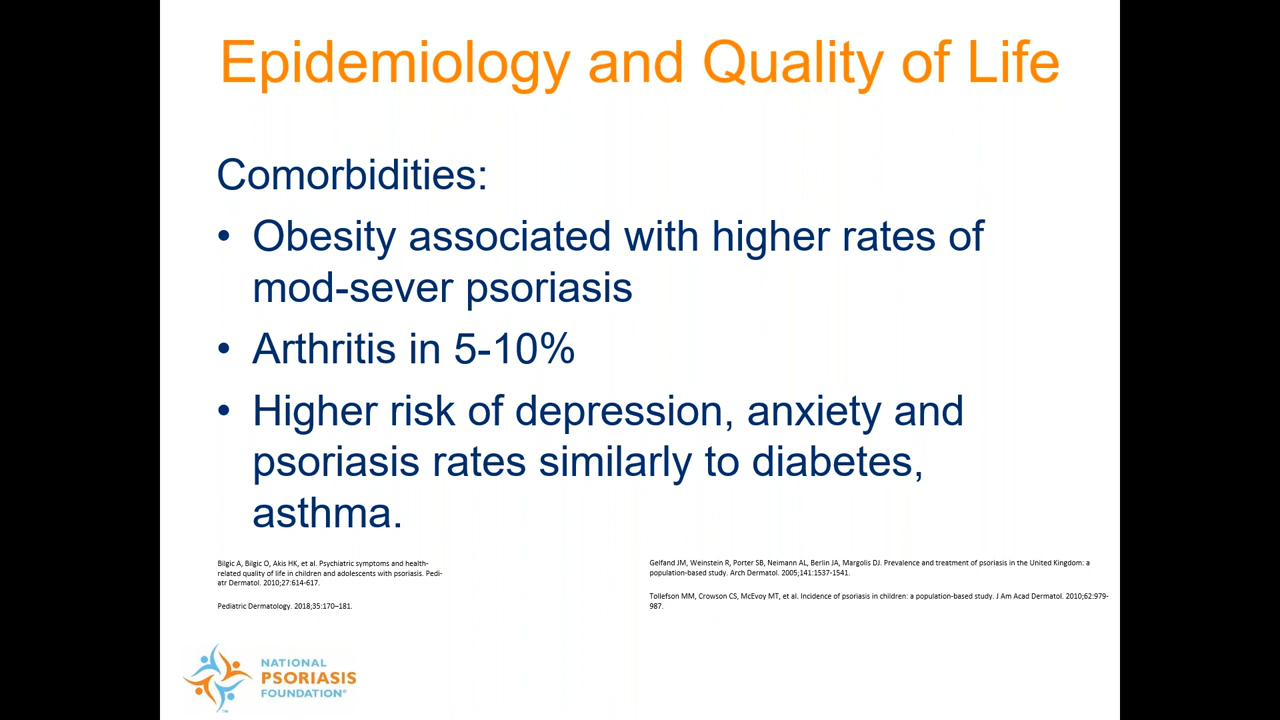 Epidemiology and Quality of Life
Comorbidities:
• Obesity associated with higher rates of
mod-sever psoriasis
• Arthritis in 5-10%
• Higher risk of depression, anxiety and
psoriasis rates similarly to diabetes,
asthma.
Bilgic A, Bilgic O, Akis HK, et al. Psychiatric symptoms and health-
related quality of life in children and adolescents with psoriasis. Pedi-
atr Dermatol. 2010;27:614-617.
Pediatric Dermatology. 2018;35:170–181.
Gelfand JM, Weinstein R, Porter SB, Neimann AL, Berlin JA, Margolis DJ. Prevalence and treatment of psoriasis in the United Kingdom: a
population-based study. Arch Dermatol. 2005;141:1537-1541.
Tollefson MM, Crowson CS, McEvoy MT, et al. Incidence of psoriasis in children: a population-based study. J Am Acad Dermatol. 2010;62:979-
987.
NATIONAL
PSORIASIS
FOUNDATION®
™